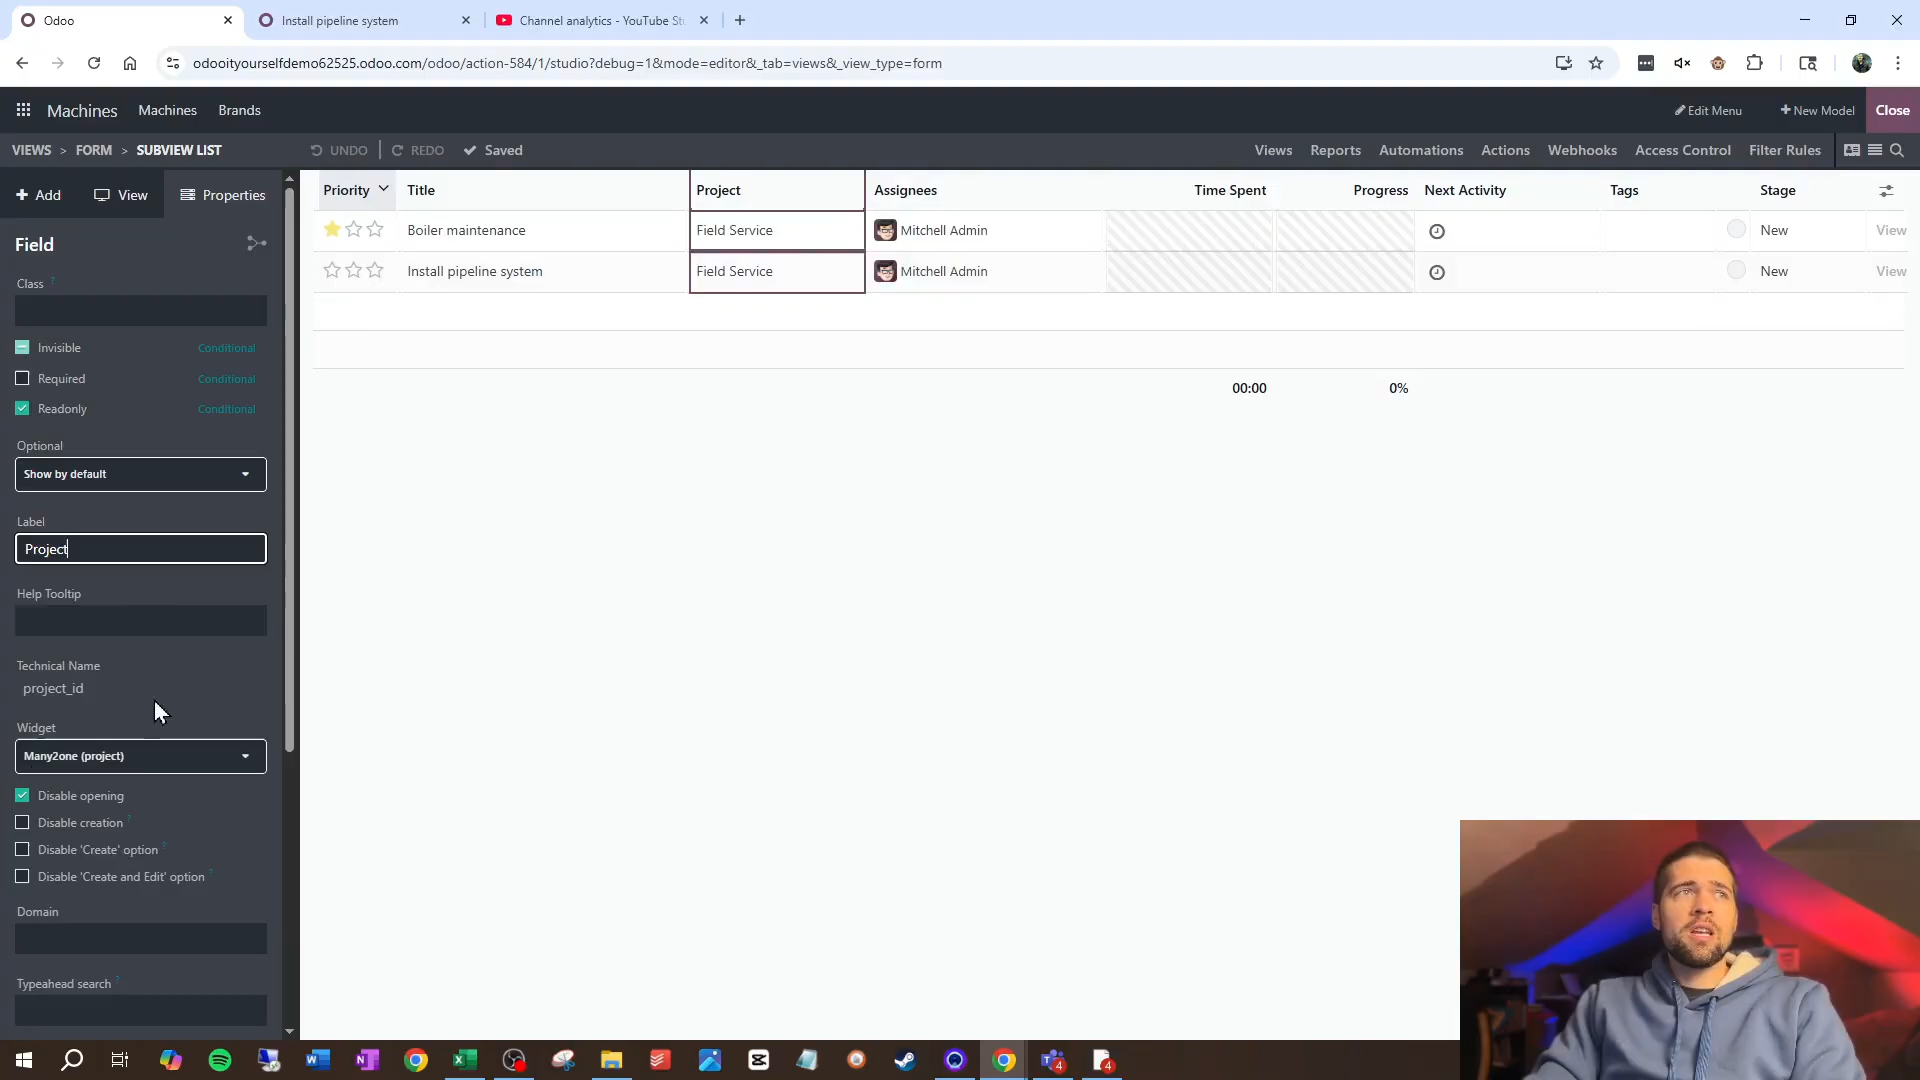 Odoo
Install pipeline system
Channel analytics - YouTube St
odooityourselfdemo62525.odoo.com/odoo/action-584/1/studio?debug=1&mode=editor&_tab=views&_view_type=form
Machines
Machines
Brands
Edit Menu
New Model
Close
VIEWS > FORM > SUBVIEW LIST
UNDO
REDO
Saved
Views
Reports
Automations
Actions
Webhooks
Access Control
Filter Rules
Add
View
Properties
Priority
Title
Project
Assignees
Time Spent
Progress
Next Activity
Tags
Stage
Boiler maintenance
Field Service
Mitchell Admin
New
View
Install pipeline system
Field Service
Mitchell Admin
New
View
00:00
0%
Field
Class ?
Invisible
Conditional
Required
Conditional
Readonly
Conditional
Optional
Show by default
Label
Project
Help Tooltip
Technical Name
project_id
Widget
Many2one (project)
Disable opening
Disable creation ?
Disable 'Create' option ?
Disable 'Create and Edit' option ?
Domain
Typeahead search ?
4
4